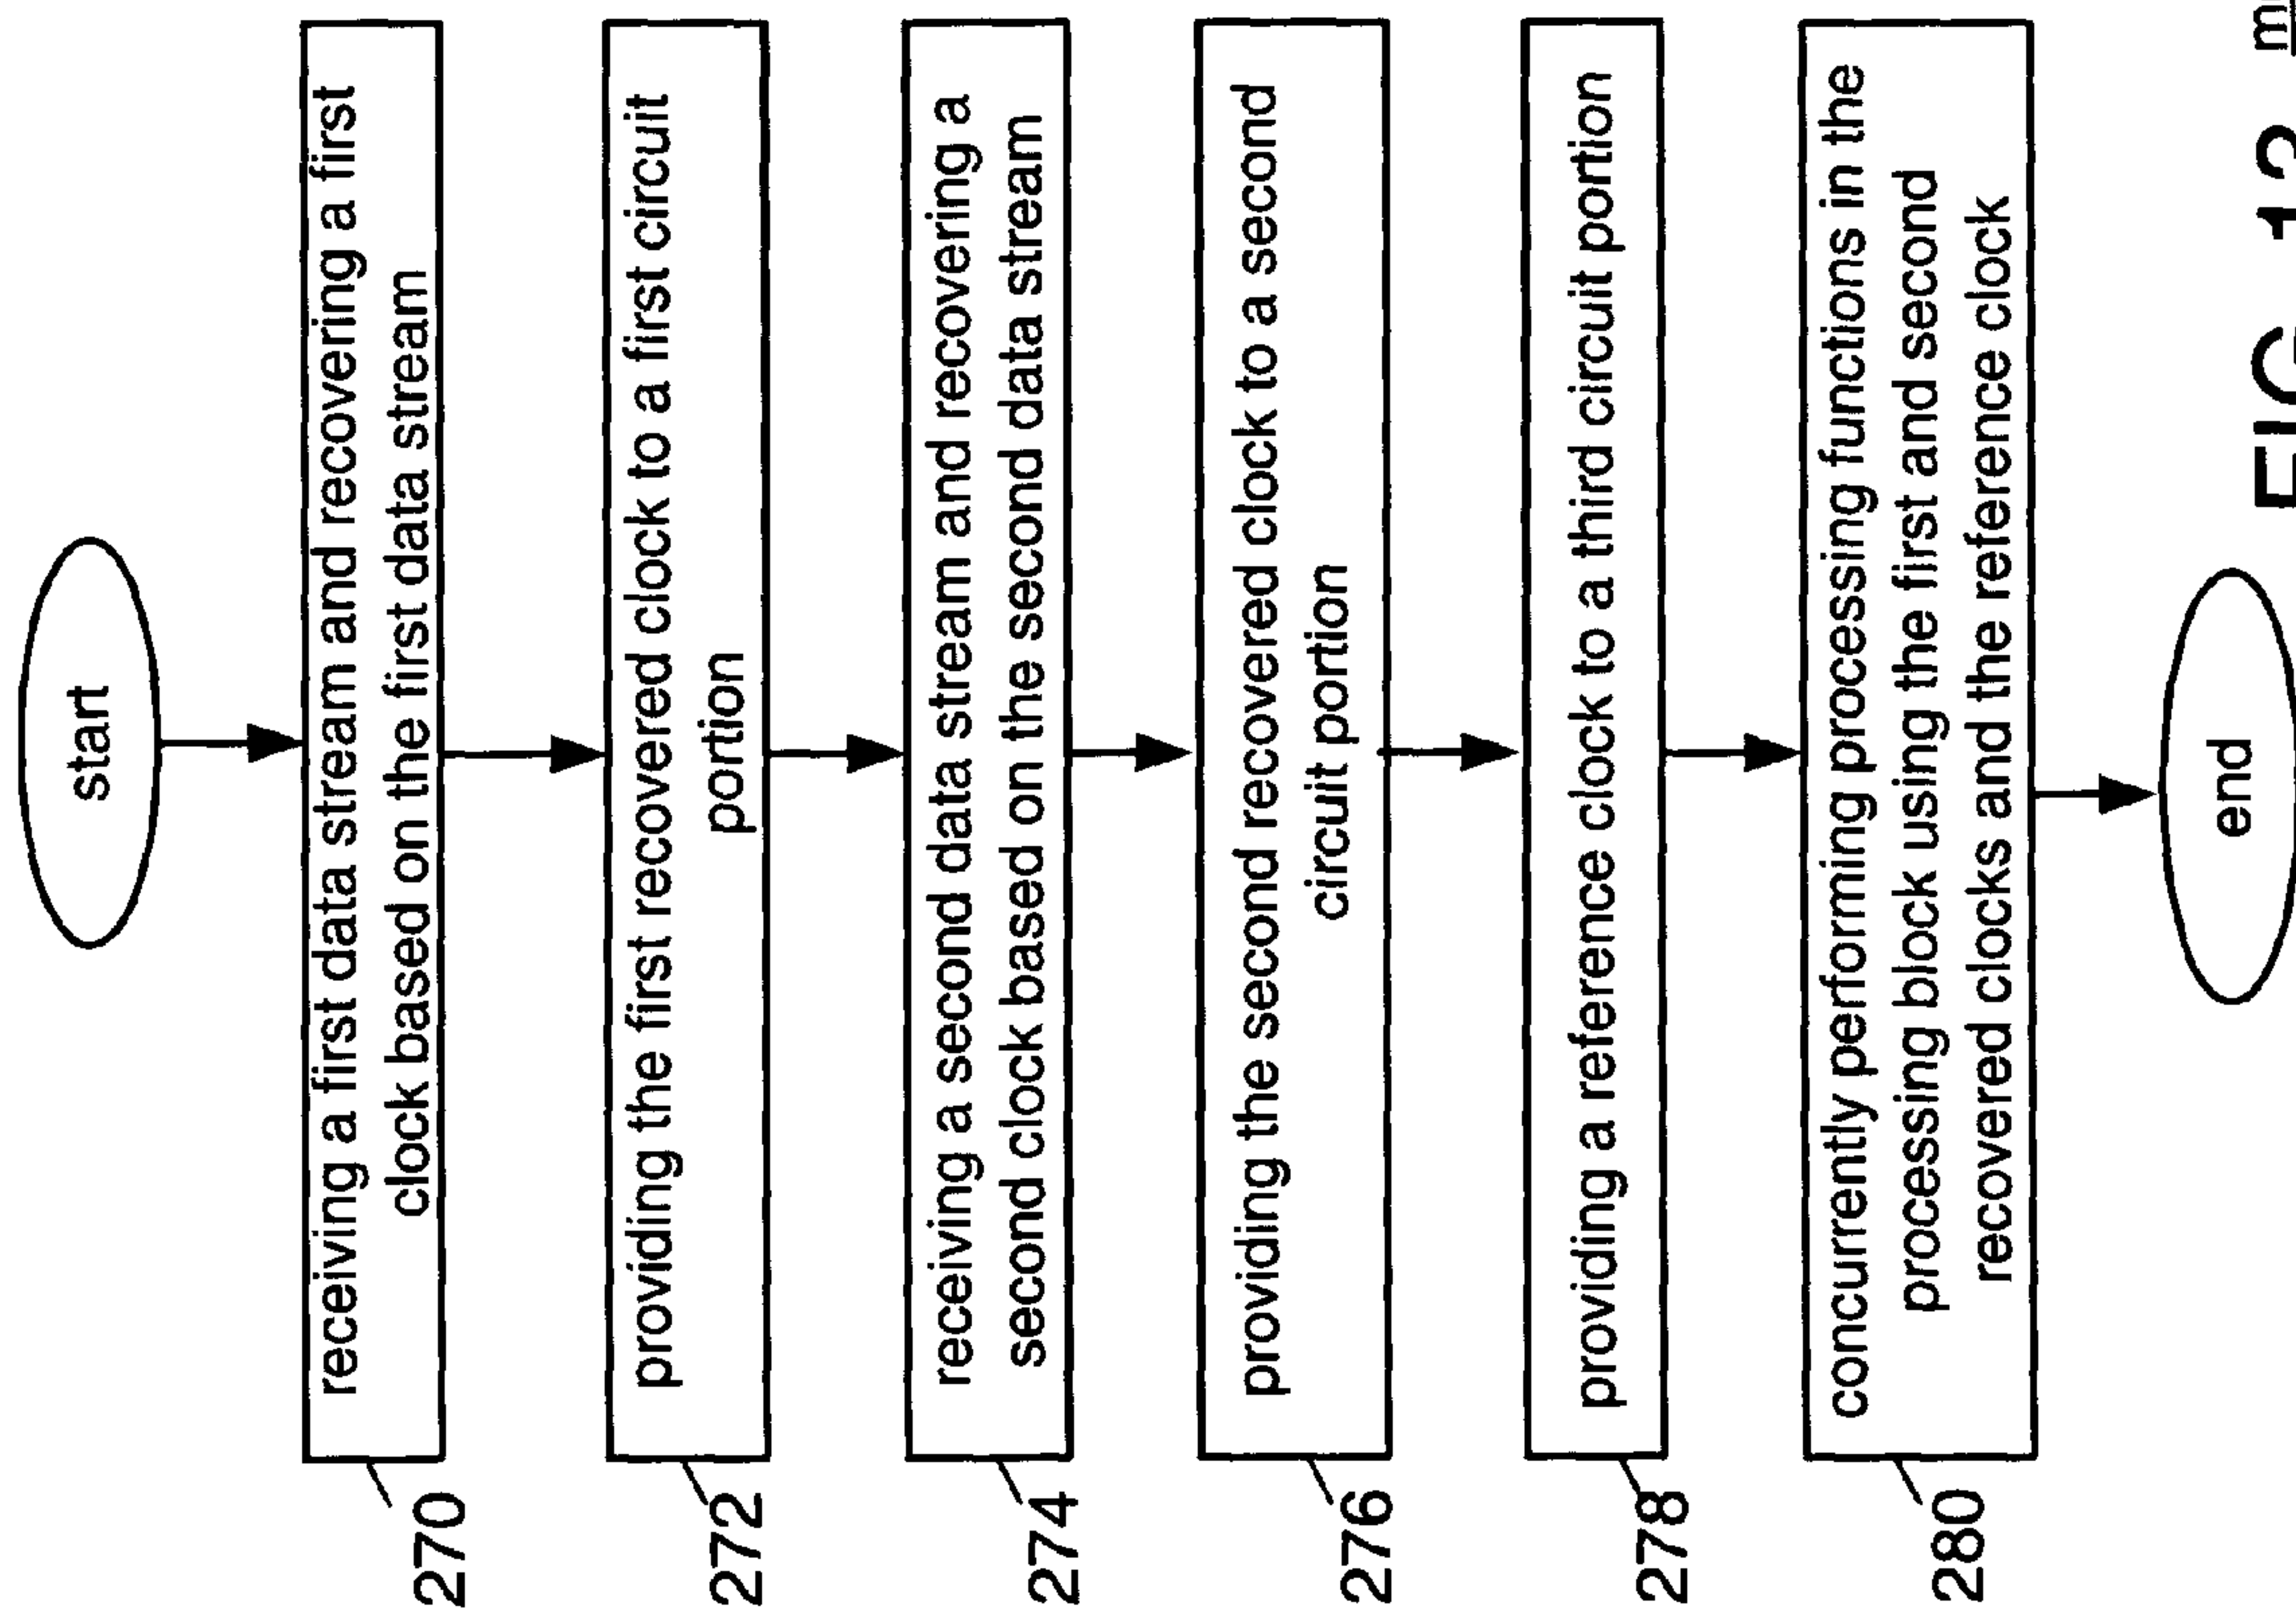 start
receiving a first data stream and recovering a first
clock based on the first data stream
270
providing the first recovered clock to a first circuit
portion
272
receiving a second data stream and recovering a
second clock based on the second data stream
274
providing the second recovered clock to a second
circuit portion
276
providing a reference clock to a third circuit portion
278
concurrently performing processing functions in the
processing block using the first and second
recovered clocks and the reference clock
280
end